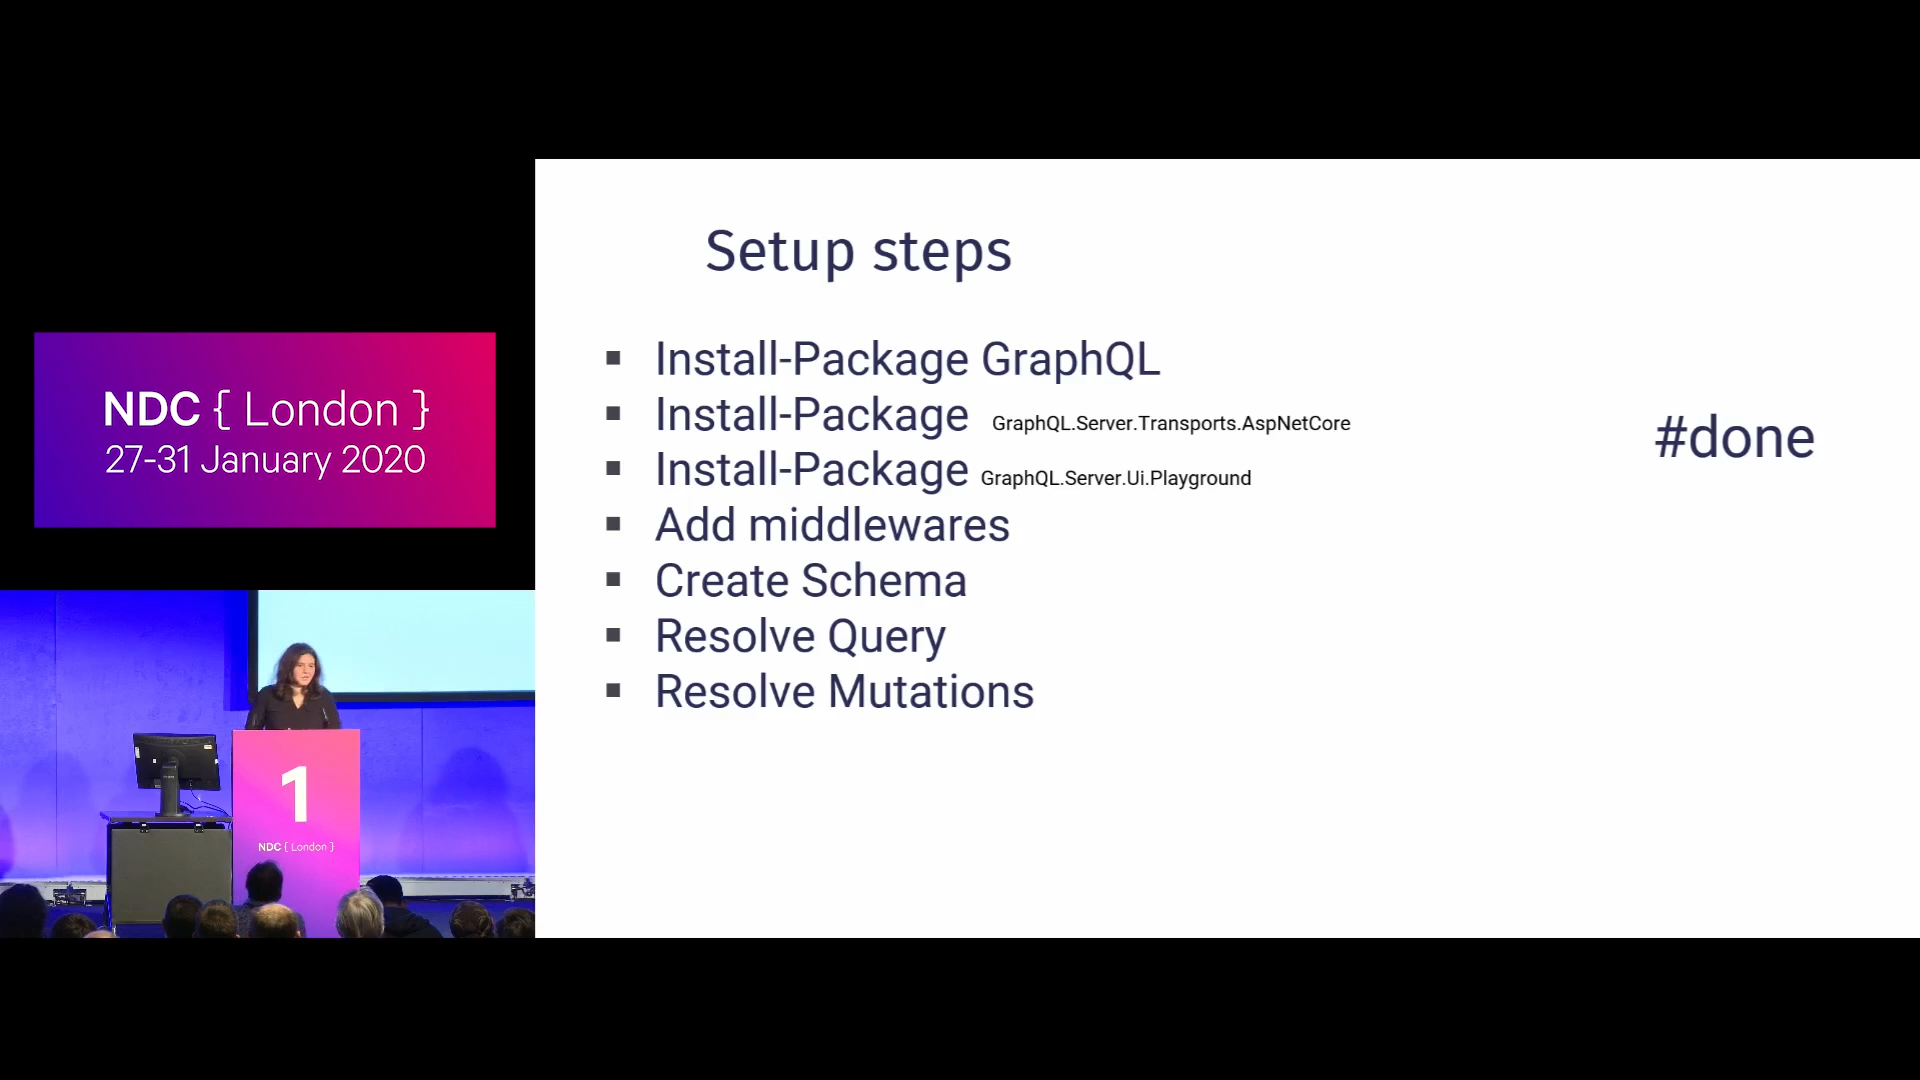 NDC { London }
27-31 January 2020
1
NDC { London }
Setup steps
▪ Install-Package GraphQL
▪ Install-Package GraphQL.Server.Transports.AspNetCore
▪ Install-Package GraphQL.Server.Ui.Playground
▪ Add middlewares
▪ Create Schema
▪ Resolve Query
▪ Resolve Mutations
#done